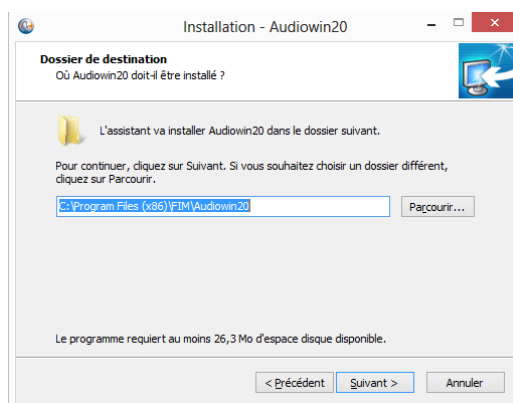 Installation - Audiowin20
Dossier de destination
Où Audiowin20 doit-il être installé ?
L'assistant va installer Audiowin20 dans le dossier suivant.
Pour continuer, cliquez sur Suivant. Si vous souhaitez choisir un dossier différent,
cliquez sur Parcourir.
C:\Program Files (x86)\FIM\Audiowin20
Parcourir...
Le programme requiert au moins 26,3 Mo d'espace disque disponible.
< Précédent
Suivant >
Annuler